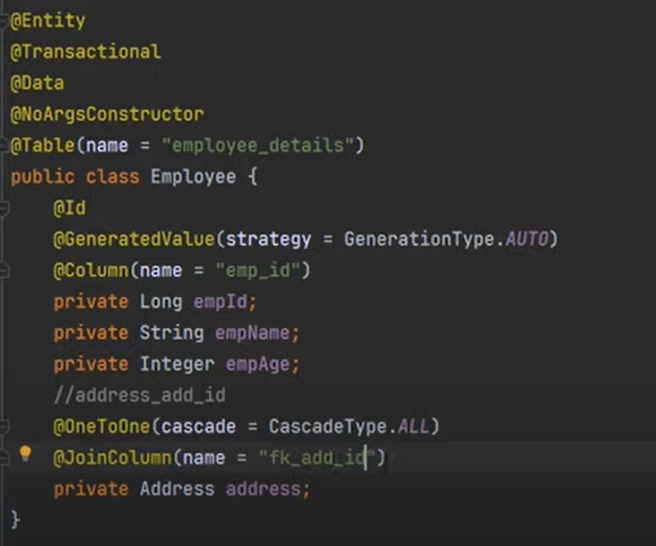 @Entity
@Transactional
@Data
@NoArgsConstructor
@Table(name = "employee_details")
public class Employee {
@Id
@GeneratedValue(strategy = GenerationType.AUTO)
@Column(name = "emp_id")
private Long empId;
private String empName;
private Integer empAge;
//address_add_id
@OneToOne(cascade = CascadeType.ALL)
@JoinColumn(name = "fk_add_id")
private Address address;
}